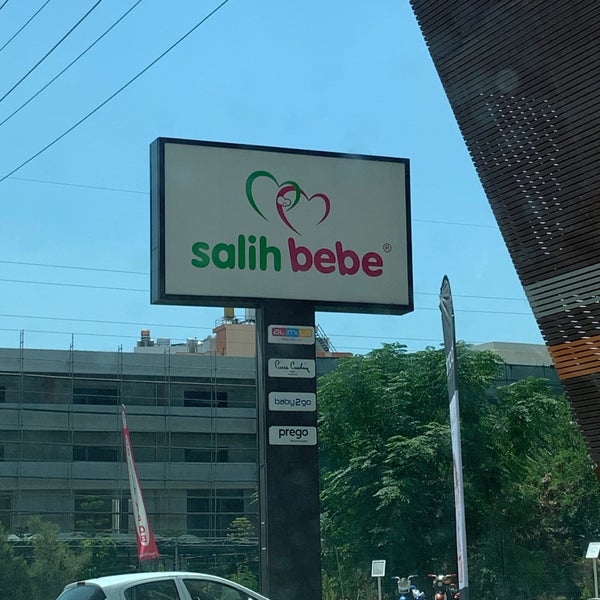 salih bebe®
Pierre Cardin
baby2go
prego